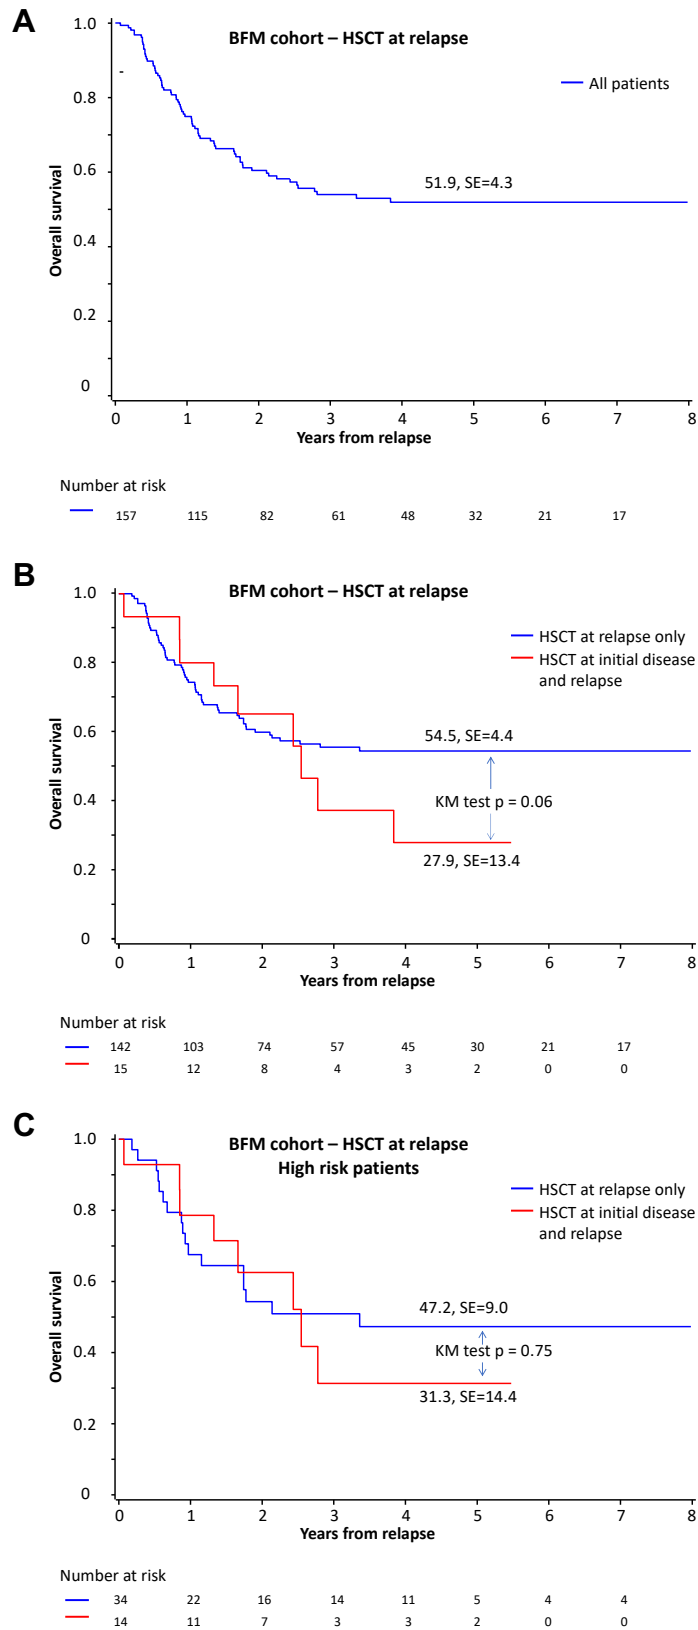 A
BFM cohort – HSCT at relapse
1.0
0.8
0.6
0.4
0.2
0
Overall survival
-
All patients
51.9, SE=4.3
0 1 2 3 4 5 6 7 8
Years from relapse
Number at risk
157 115 82 61 48 32 21 17
B
BFM cohort – HSCT at relapse
1.0
0.8
0.6
0.4
0.2
0
Overall survival
HSCT at relapse only
HSCT at initial disease
and relapse
54.5, SE=4.4
KM test p = 0.06
27.9, SE=13.4
0 1 2 3 4 5 6 7 8
Years from relapse
Number at risk
142 103 74 57 45 30 21 17
15 12 8 4 3 2 0 0
C
BFM cohort – HSCT at relapse
High risk patients
1.0
0.8
0.6
0.4
0.2
0
Overall survival
HSCT at relapse only
HSCT at initial disease
and relapse
47.2, SE=9.0
KM test p = 0.75
31.3, SE=14.4
0 1 2 3 4 5 6 7 8
Years from relapse
Number at risk
34 22 16 14 11 5 4 4
14 11 7 3 3 2 0 0